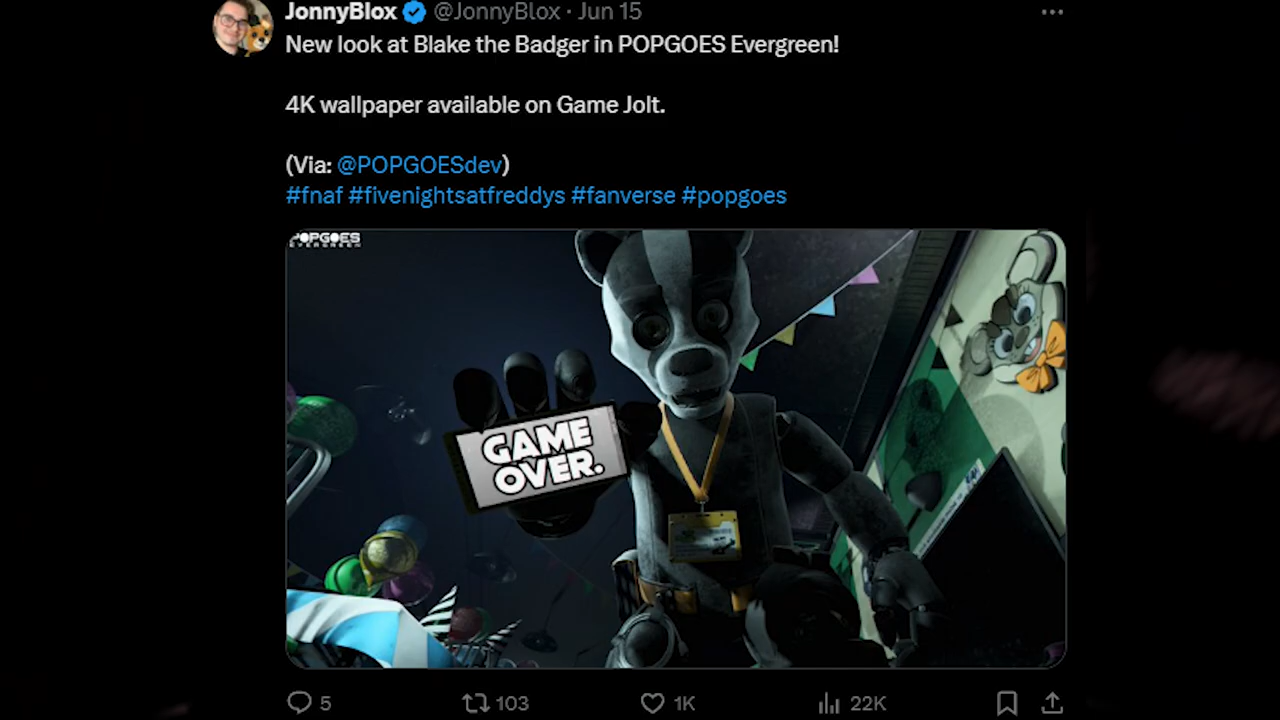 JonnyBlox @JonnyBlox · Jun 15
New look at Blake the Badger in POPGOES Evergreen!
4K wallpaper available on Game Jolt.
(Via: @POPGOESdev)
#fnaf #fivenightsatfreddys #fanverse #popgoes
POPGOES
EVERGREEN
GAME
OVER.
5 103 1K 22K